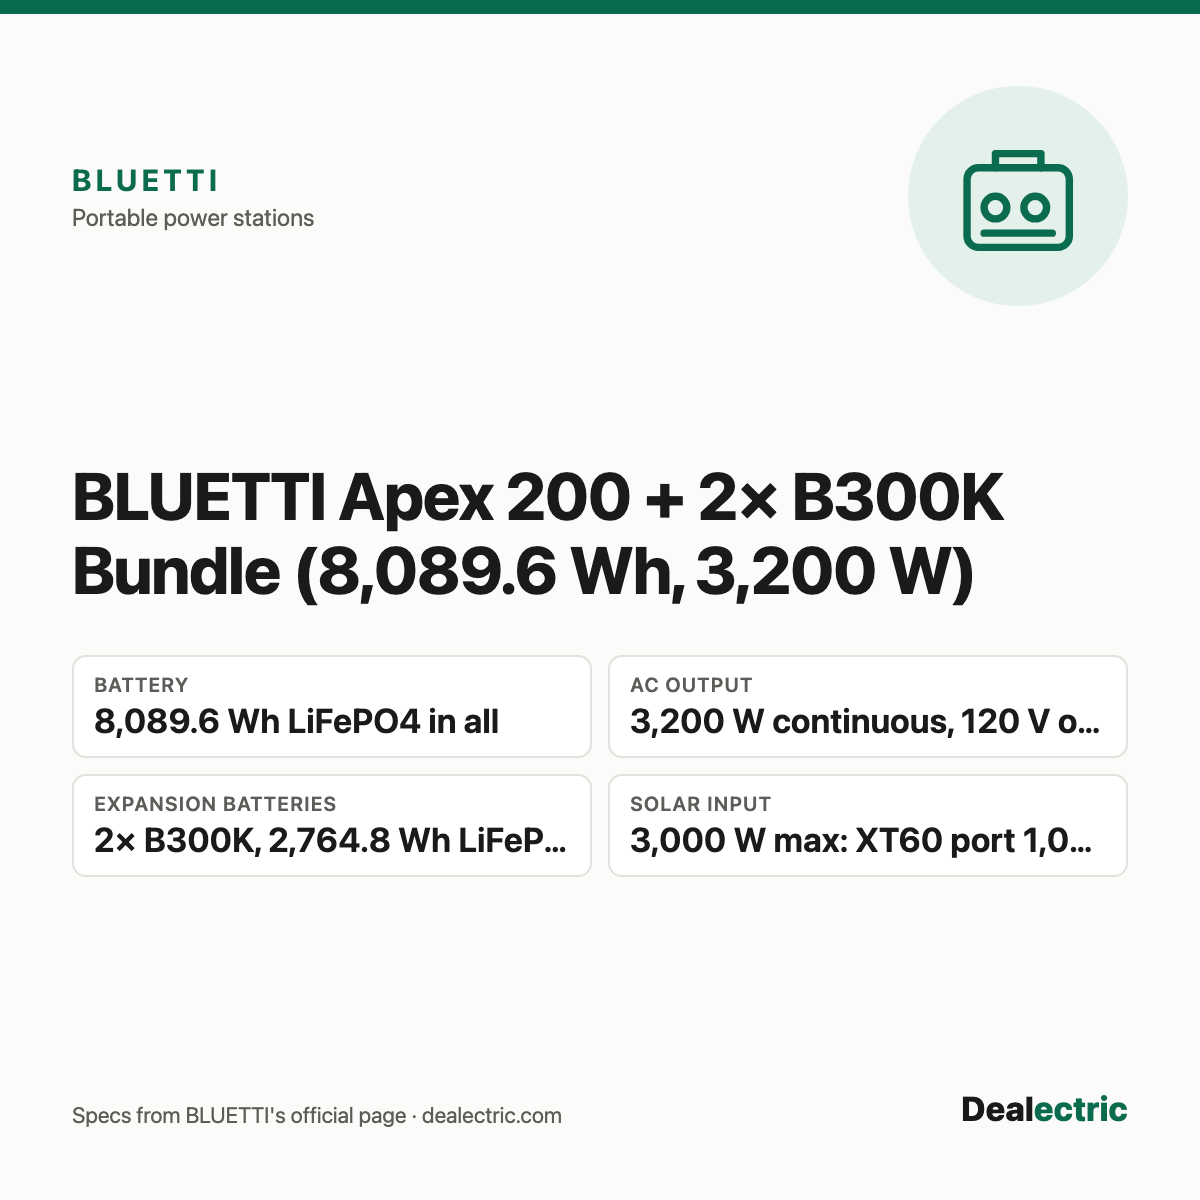 BLUETTI
Portable power stations
BLUETTI Apex 200 + 2× B300K
Bundle (8,089.6 Wh, 3,200 W)
BATTERY
8,089.6 Wh LiFePO4 in all
AC OUTPUT
3,200 W continuous, 120 V o...
EXPANSION BATTERIES
2× B300K, 2,764.8 Wh LiFeP...
SOLAR INPUT
3,000 W max: XT60 port 1,0...
Specs from BLUETTI's official page · dealectric.com
Dealectric